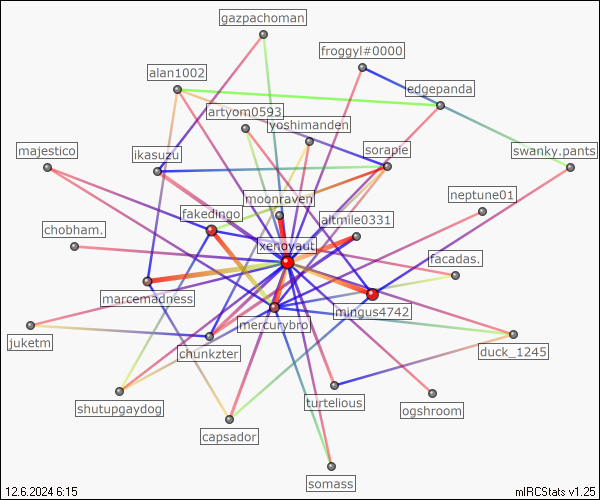 gazpachoman
froggyl#0000
alan1002
edgepanda
artyom0593
yoshimanden
majestico
ikasuzu
sorapie
swanky.pants
moonraven
neptune01
fakedingo
altmile0331
chobham.
xenoyaut
facadas.
marcemadness
mercurybro
mingus4742
juketm
chunkzter
duck_1245
shutupgaydog
turtelious
ogshroom
capsador
somass
12.6.2024 6:15
mIRCStats v1.25